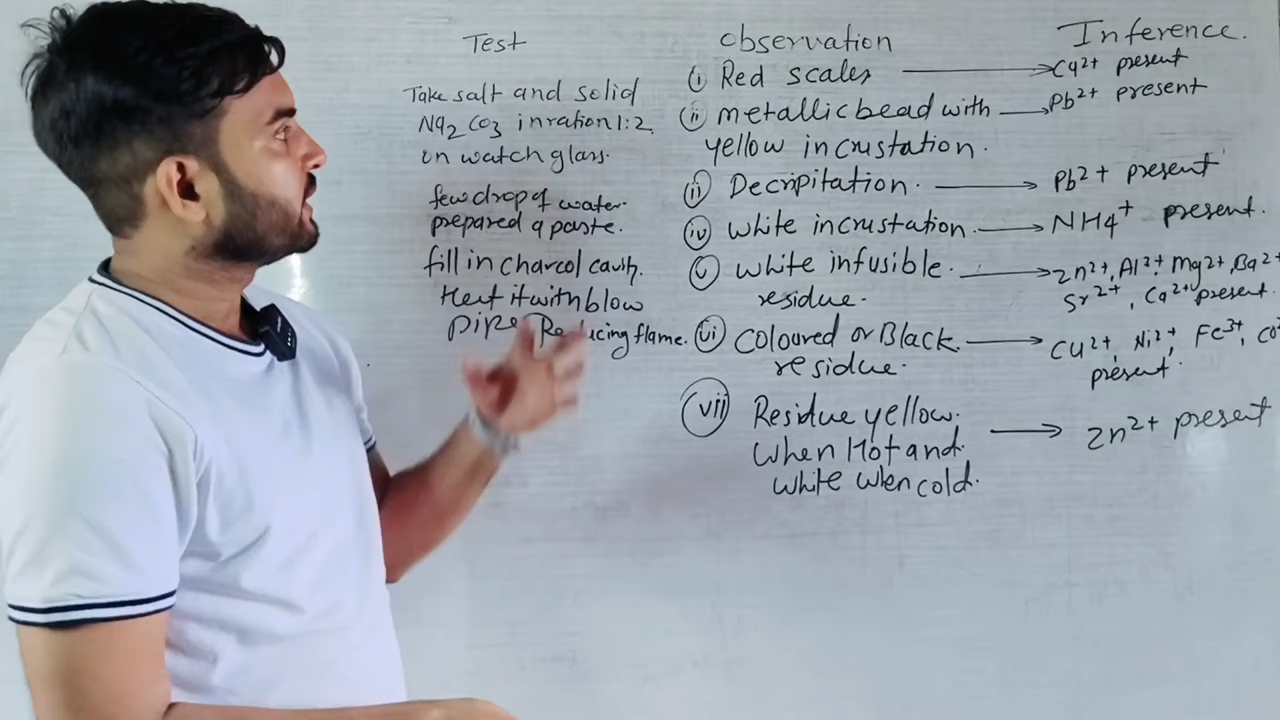 Test
Take salt and solid
Na2 CO3 in ration 1:2
on watch glass.
few drop of water.
prepared a paste.
fill in charcol cavity.
Heat it with blow
pipe Reducing flame.
Observation
(i) Red scales
(ii) metallic bead with
yellow incrustation.
(ii) Decripitation.
(iv) white incrustation.
(v) white infusible
residue.
(vi) coloured or Black
residue.
(vii) Residue yellow.
When Hot and
white when cold.
Inference.
Cu2+ present
Pb2+ present
Pb2+ present
NH4+ present.
Zn2+, Al3+, Mg2+, Ba2+
Sr2+, Ca2+ present.
Cu2+, Ni2+, Fe3+, Co2
present.
Zn2+ present